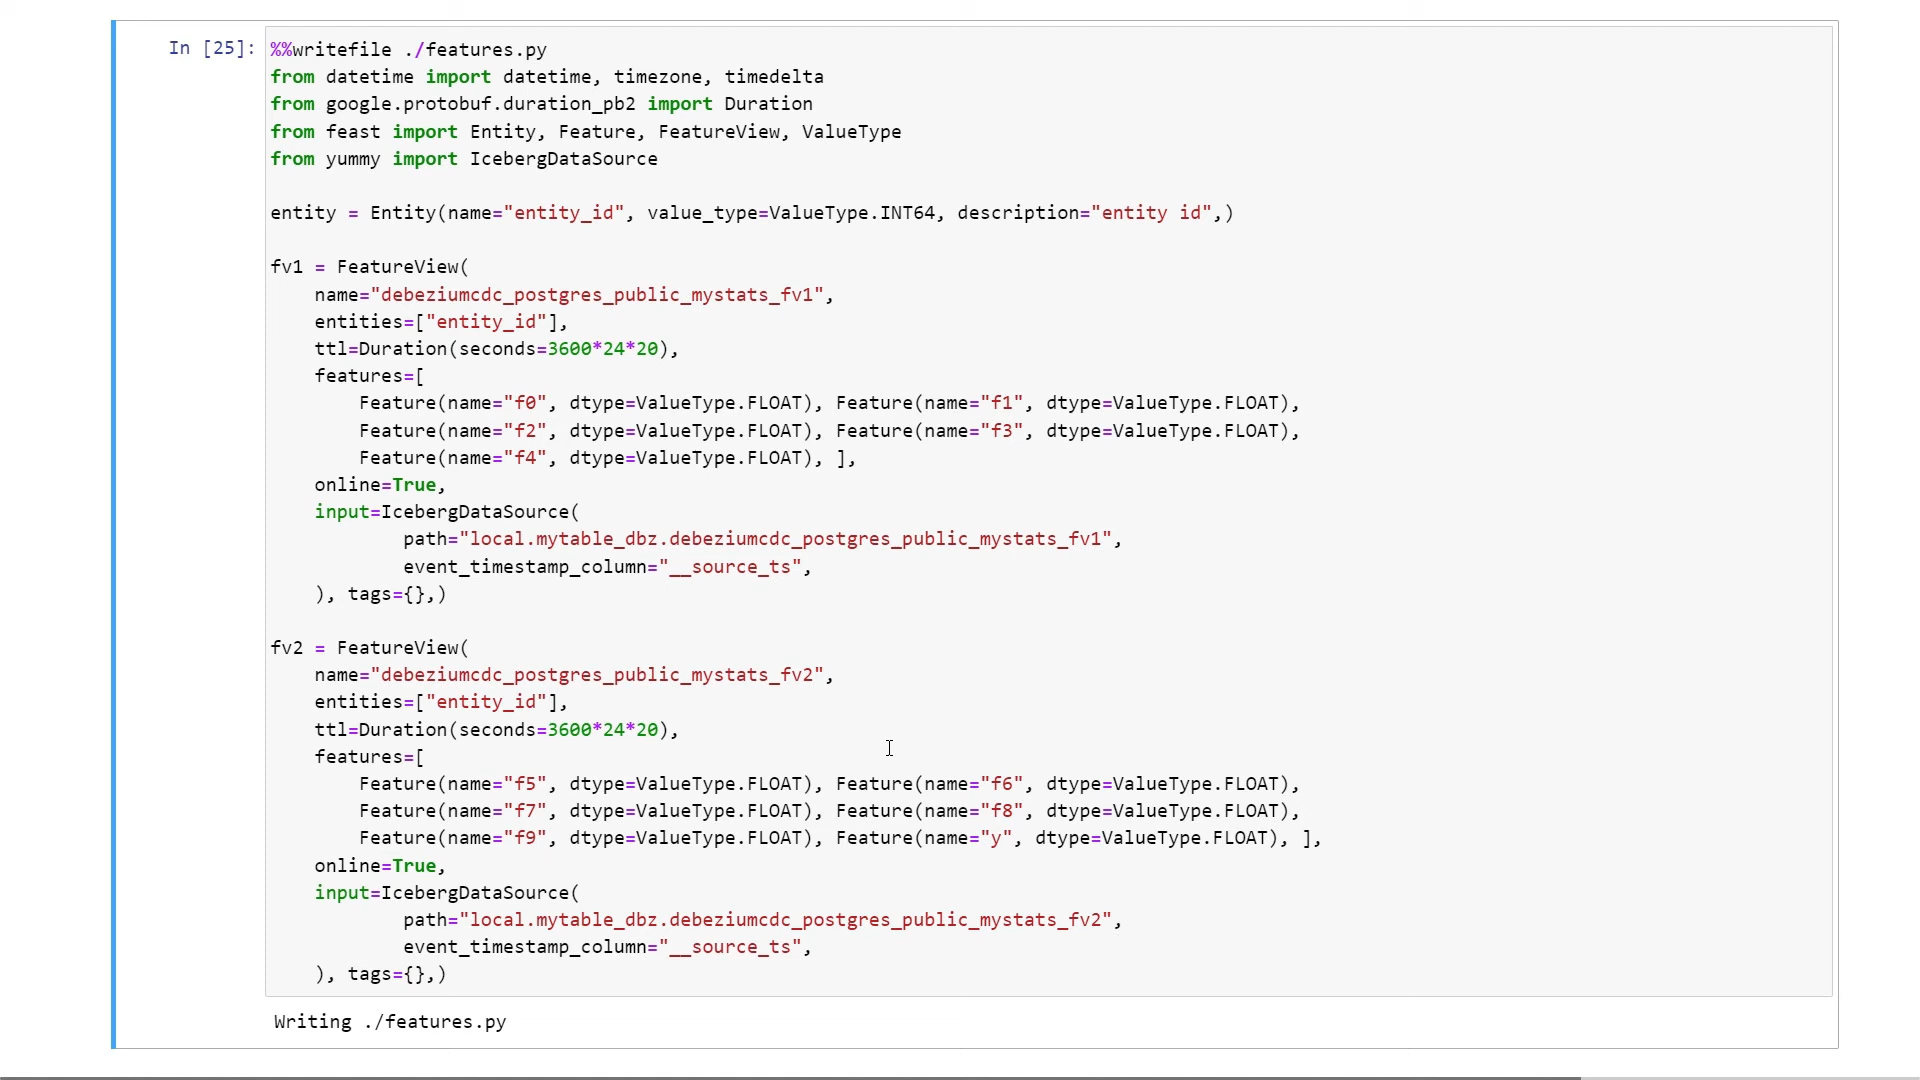 In [25]:
%%writefile ./features.py
from datetime import datetime, timezone, timedelta
from google.protobuf.duration_pb2 import Duration
from feast import Entity, Feature, FeatureView, ValueType
from yummy import IcebergDataSource

entity = Entity(name="entity_id", value_type=ValueType.INT64, description="entity id",)

fv1 = FeatureView(
    name="debeziumcdc_postgres_public_mystats_fv1",
    entities=["entity_id"],
    ttl=Duration(seconds=3600*24*20),
    features=[
        Feature(name="f0", dtype=ValueType.FLOAT), Feature(name="f1", dtype=ValueType.FLOAT),
        Feature(name="f2", dtype=ValueType.FLOAT), Feature(name="f3", dtype=ValueType.FLOAT),
        Feature(name="f4", dtype=ValueType.FLOAT), ],
    online=True,
    input=IcebergDataSource(
            path="local.mytable_dbz.debeziumcdc_postgres_public_mystats_fv1",
            event_timestamp_column="__source_ts",
    ), tags={},)

fv2 = FeatureView(
    name="debeziumcdc_postgres_public_mystats_fv2",
    entities=["entity_id"],
    ttl=Duration(seconds=3600*24*20),
    features=[
        Feature(name="f5", dtype=ValueType.FLOAT), Feature(name="f6", dtype=ValueType.FLOAT),
        Feature(name="f7", dtype=ValueType.FLOAT), Feature(name="f8", dtype=ValueType.FLOAT),
        Feature(name="f9", dtype=ValueType.FLOAT), Feature(name="y", dtype=ValueType.FLOAT), ],
    online=True,
    input=IcebergDataSource(
            path="local.mytable_dbz.debeziumcdc_postgres_public_mystats_fv2",
            event_timestamp_column="__source_ts",
    ), tags={},)
Writing ./features.py